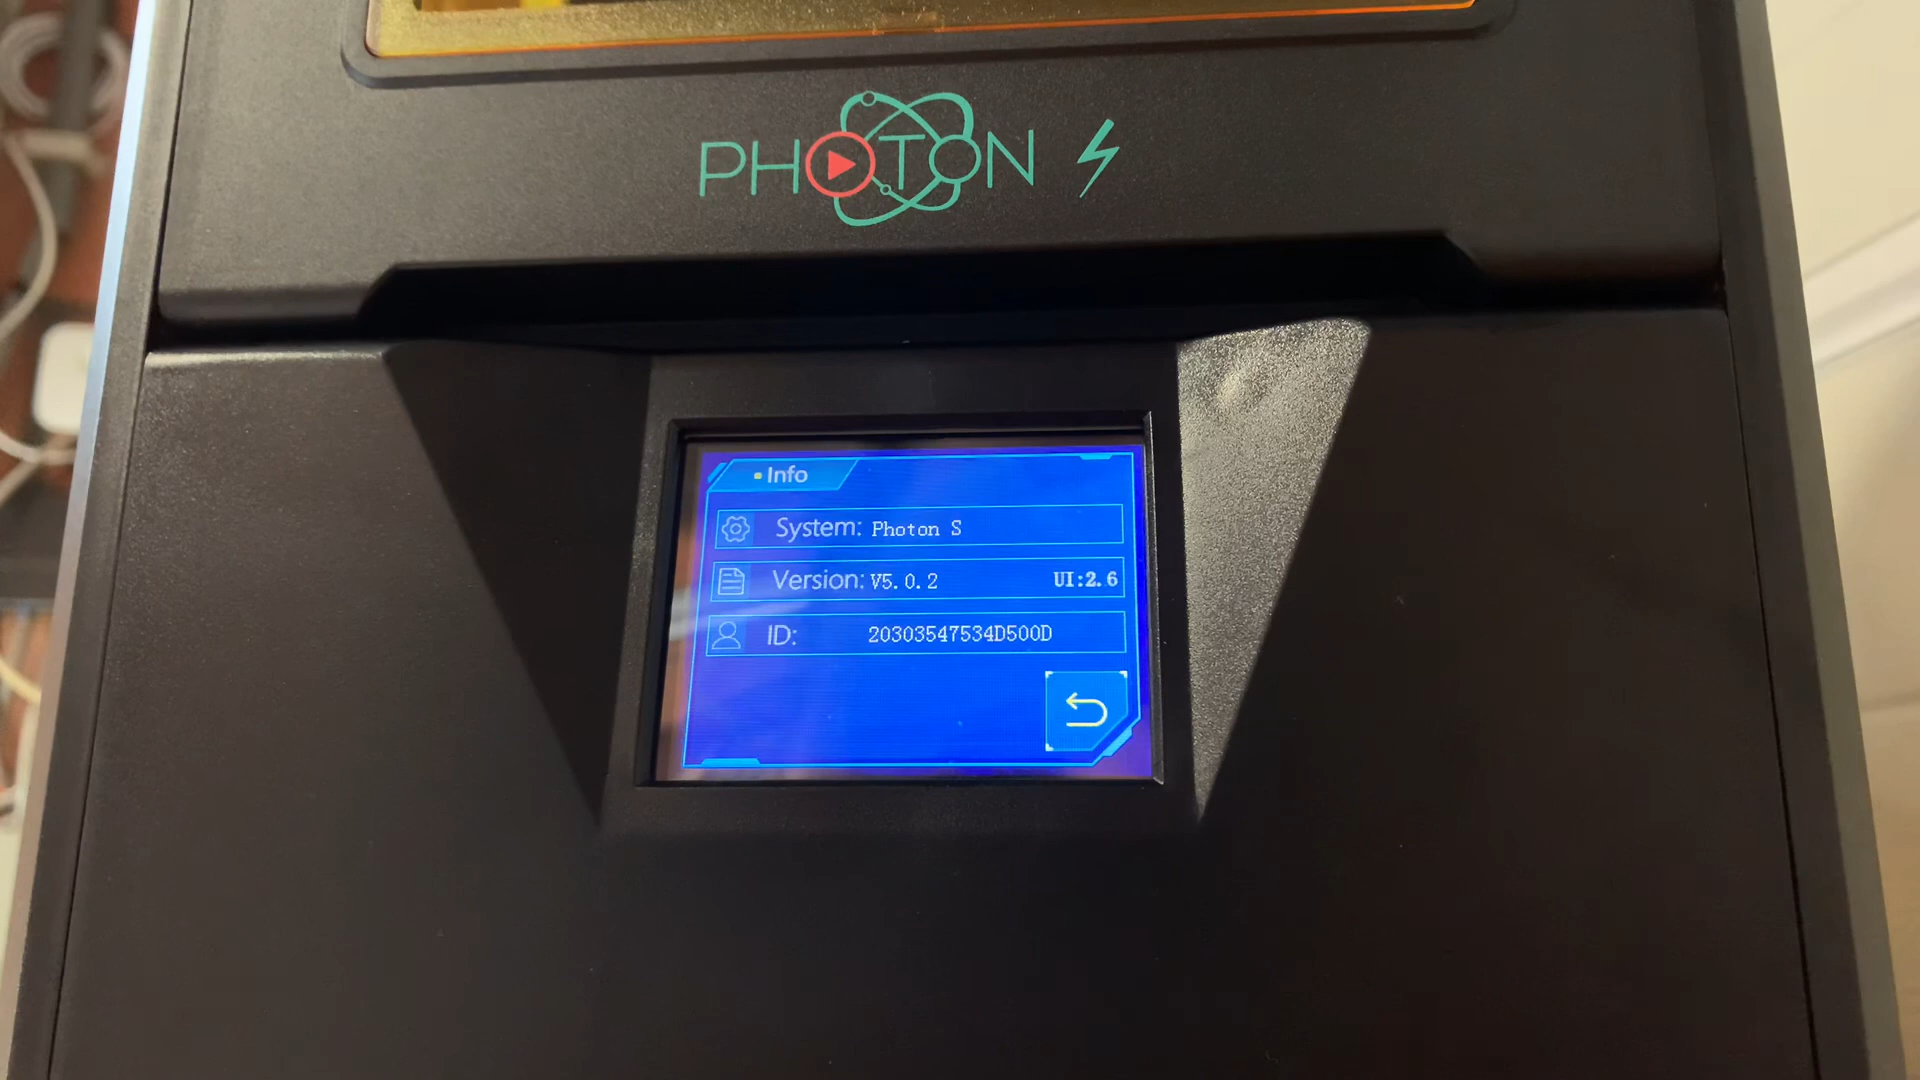 PHOTON
Info
System: Photon S
Version: V5.0.2 UI:2.6
ID: 20303547534D500D